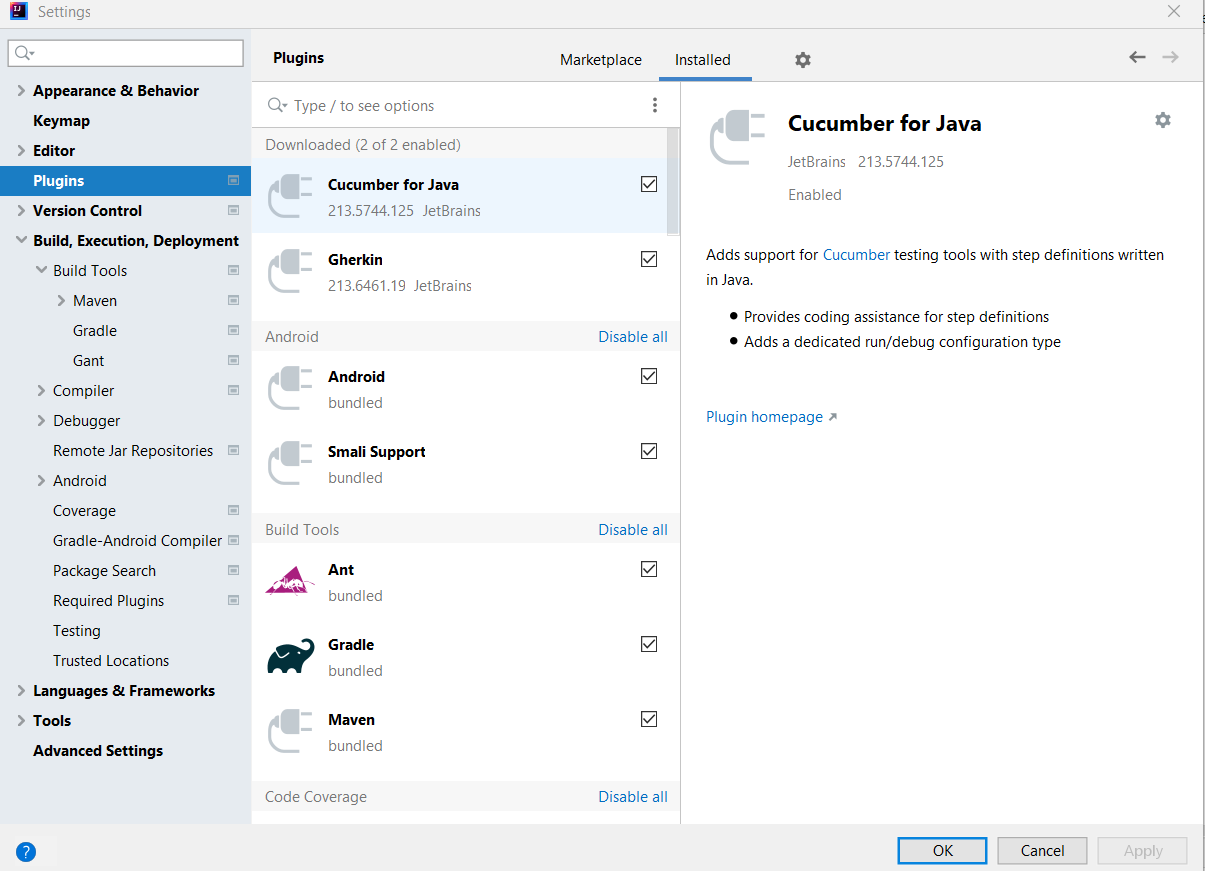 Settings
Appearance & Behavior
Keymap
Editor
Plugins
Version Control
Build, Execution, Deployment
Build Tools
Maven
Gradle
Gant
Compiler
Debugger
Remote Jar Repositories
Android
Coverage
Gradle-Android Compiler
Package Search
Required Plugins
Testing
Trusted Locations
Languages & Frameworks
Tools
Advanced Settings
Plugins
Marketplace
Installed
Type / to see options
Downloaded (2 of 2 enabled)
Cucumber for Java
213.5744.125 JetBrains
Gherkin
213.6461.19 JetBrains
Android Disable all
Android
bundled
Smali Support
bundled
Build Tools Disable all
Ant
bundled
Gradle
bundled
Maven
bundled
Code Coverage Disable all
Cucumber for Java
JetBrains 213.5744.125
Enabled
Adds support for Cucumber testing tools with step definitions written
in Java.
● Provides coding assistance for step definitions
● Adds a dedicated run/debug configuration type
Plugin homepage
?
OK
Cancel
Apply